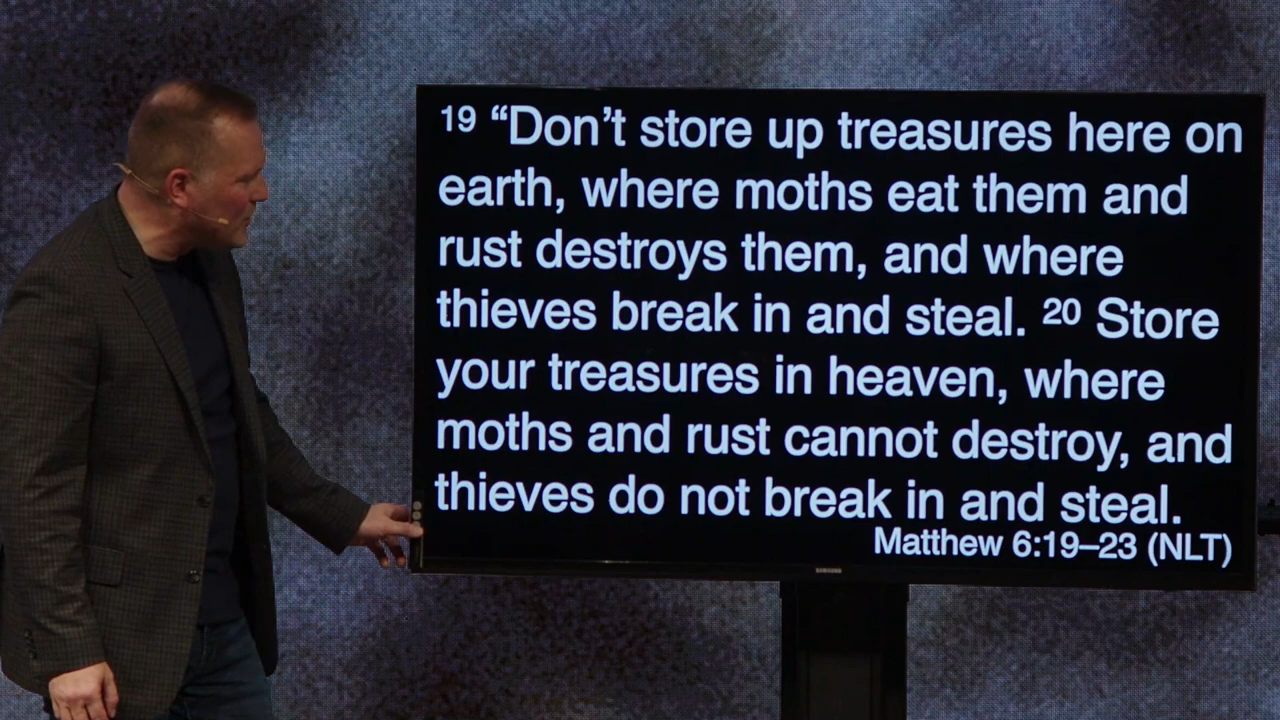 19 “Don’t store up treasures here on
earth, where moths eat them and
rust destroys them, and where
thieves break in and steal. 20 Store
your treasures in heaven, where
moths and rust cannot destroy, and
thieves do not break in and steal.
Matthew 6:19–23 (NLT)
SAMSUNG